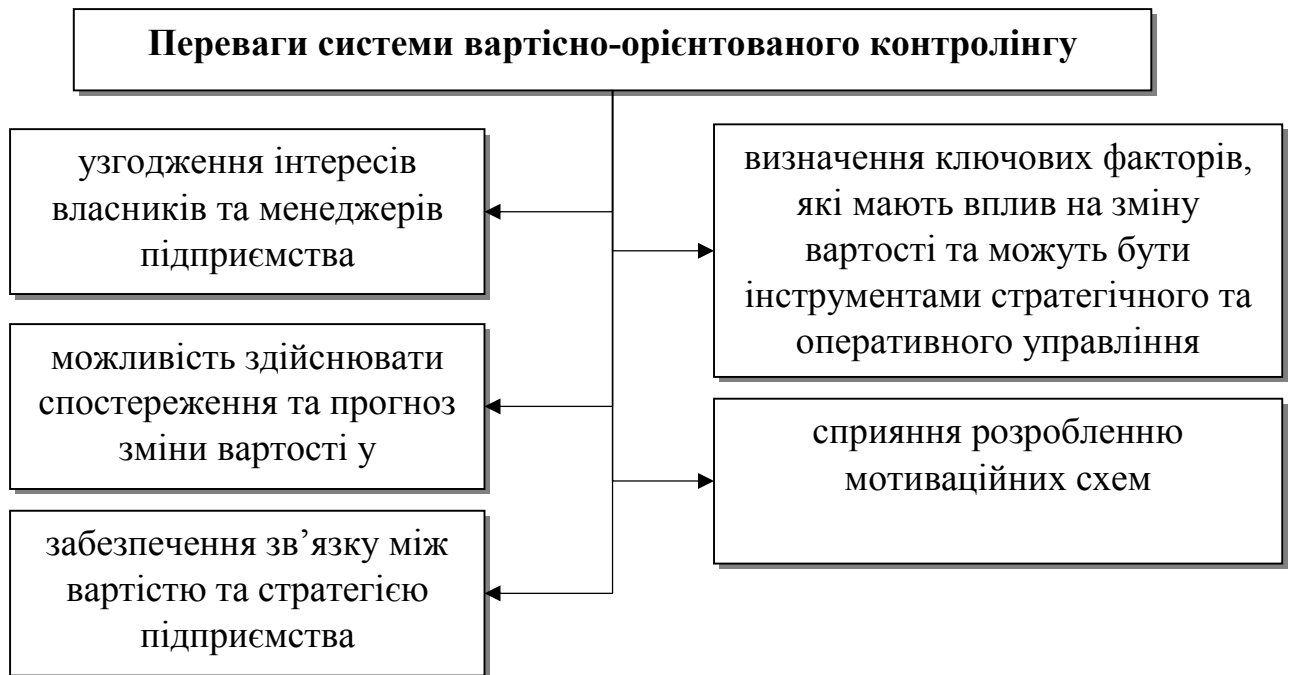 Переваги системи вартісно-орієнтованого контролінгу
узгодження інтересів
власників та менеджерів
підприємства
можливість здійснювати
спостереження та прогноз
зміни вартості у
забезпечення зв’язку між
вартістю та стратегією
підприємства
визначення ключових факторів,
які мають вплив на зміну
вартості та можуть бути
інструментами стратегічного та
оперативного управління
сприяння розробленню
мотиваційних схем